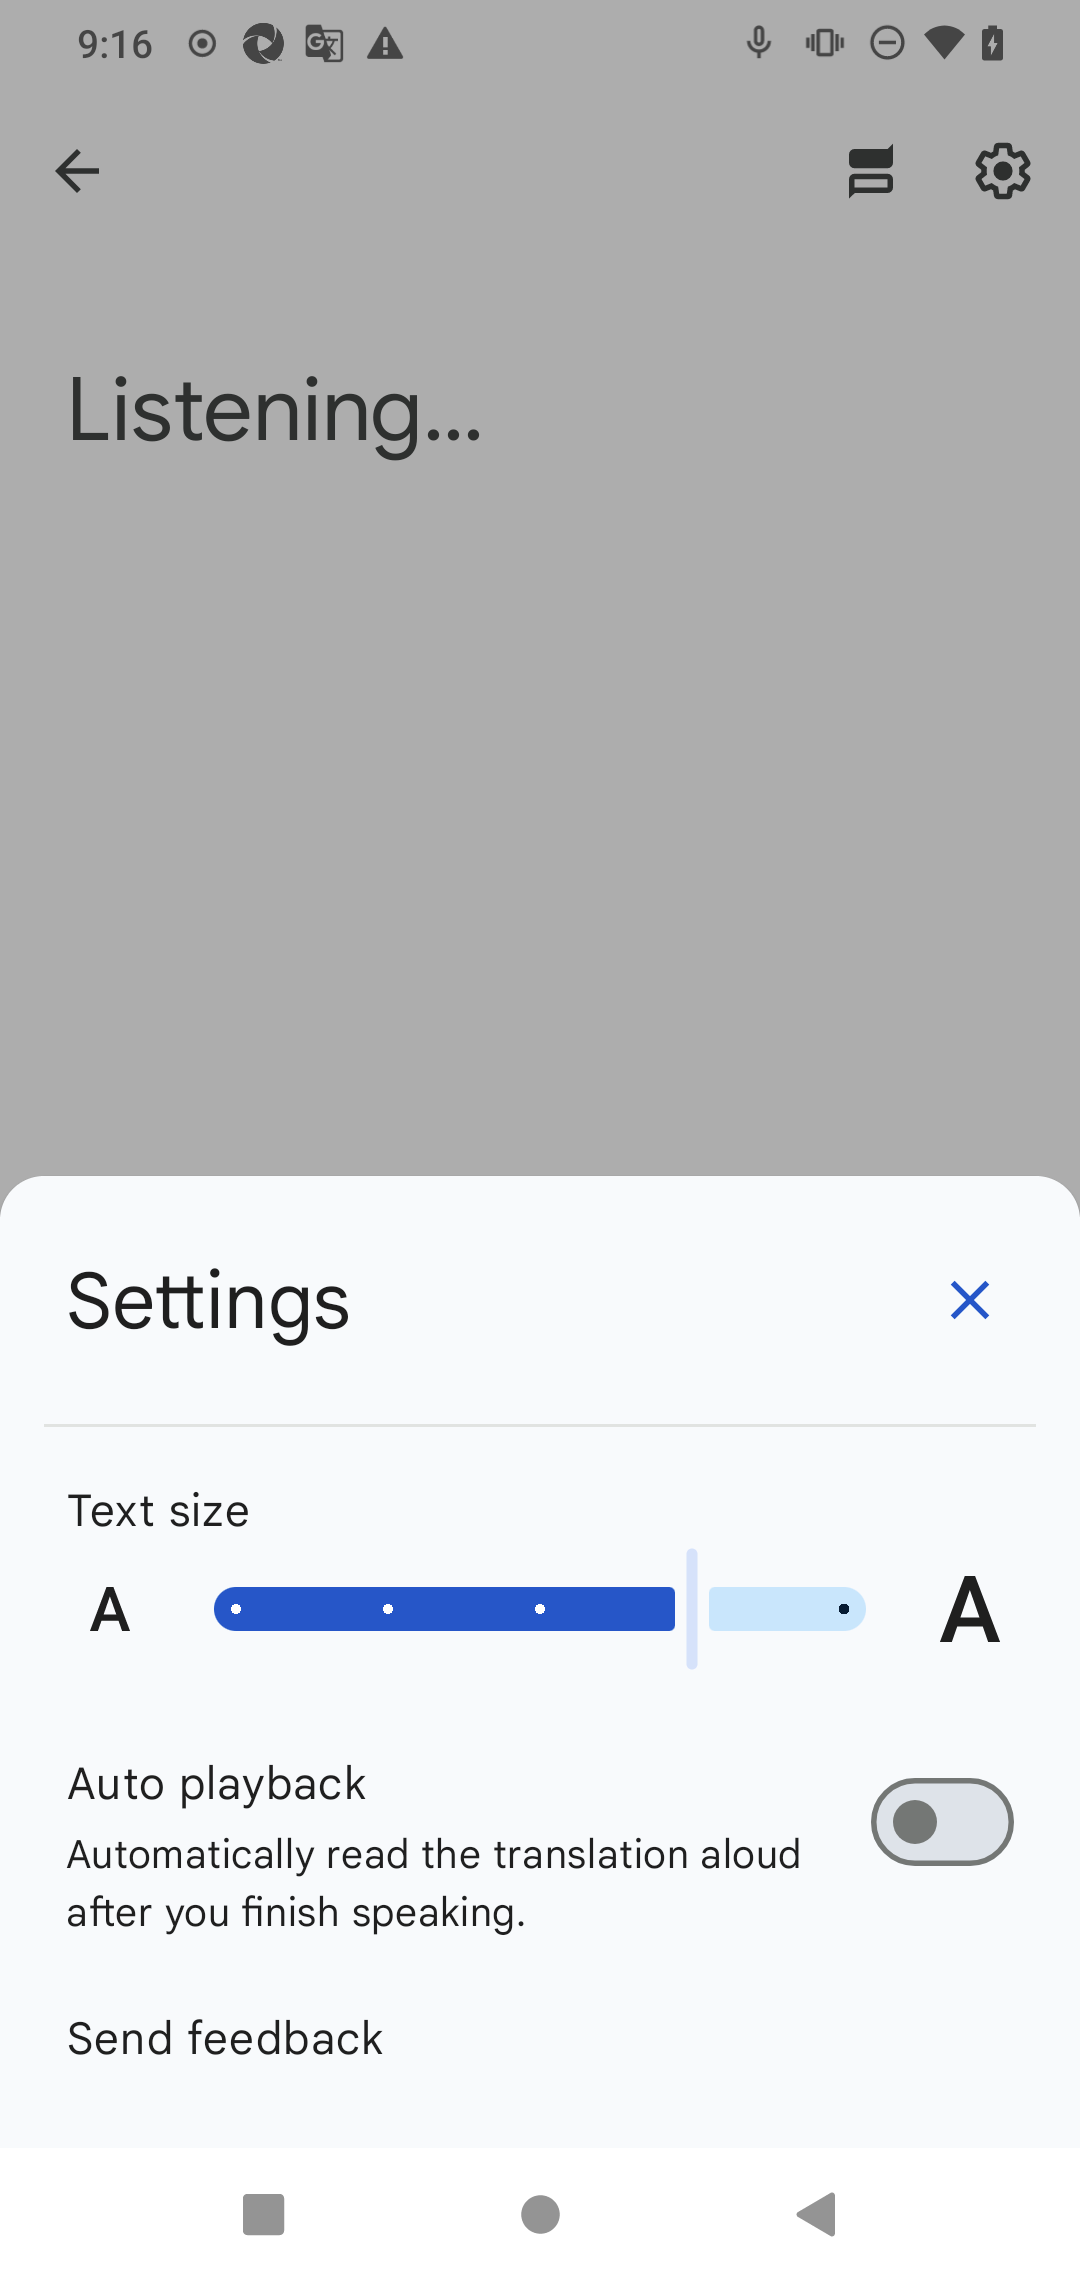 9:16
Listening...
Settings
Text size
A A
Auto playback
Automatically read the translation aloud
after you finish speaking.
Send feedback